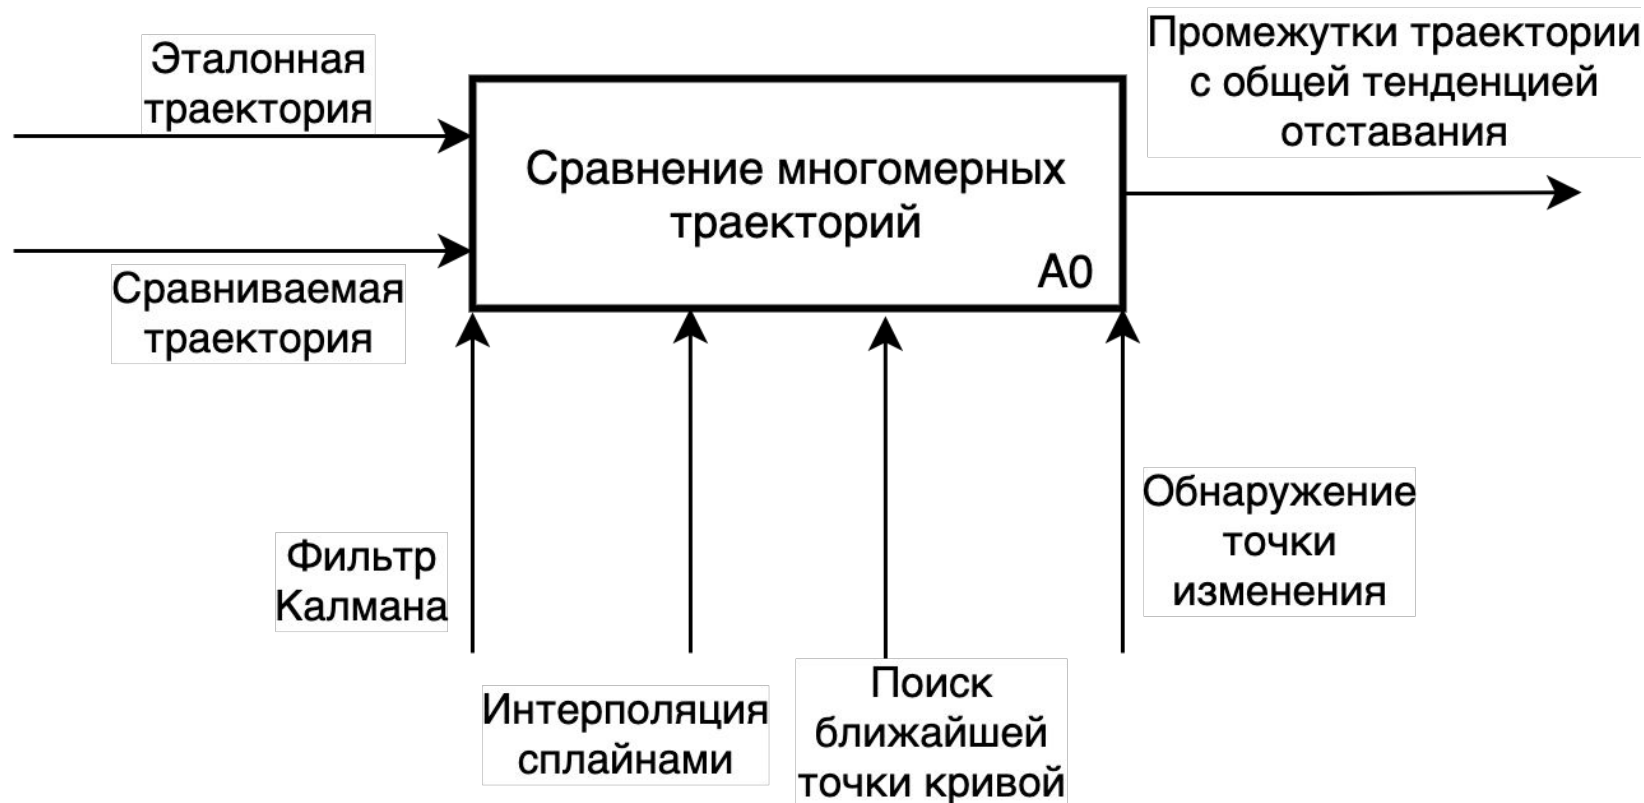 Эталонная
траектория
Промежутки траектории
с общей тенденцией
отставания
Сравнение многомерных
траекторий
A0
Сравниваемая
траектория
Фильтр
Калмана
Интерполяция
сплайнами
Поиск
ближайшей
точки кривой
Обнаружение
точки
изменения